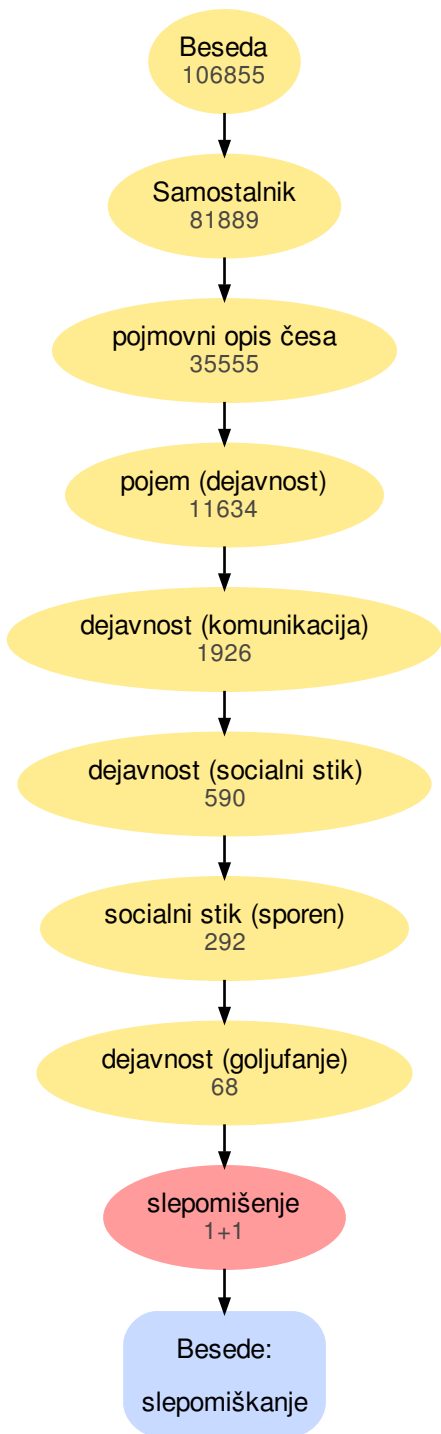 Beseda
106855
Samostalnik
81889
pojmovni opis česa
35555
pojem (dejavnost)
11634
dejavnost (komunikacija)
1926
dejavnost (socialni stik)
590
socialni stik (sporen)
292
dejavnost (goljufanje)
68
slepomišenje
1+1
Besede:
slepomiškanje